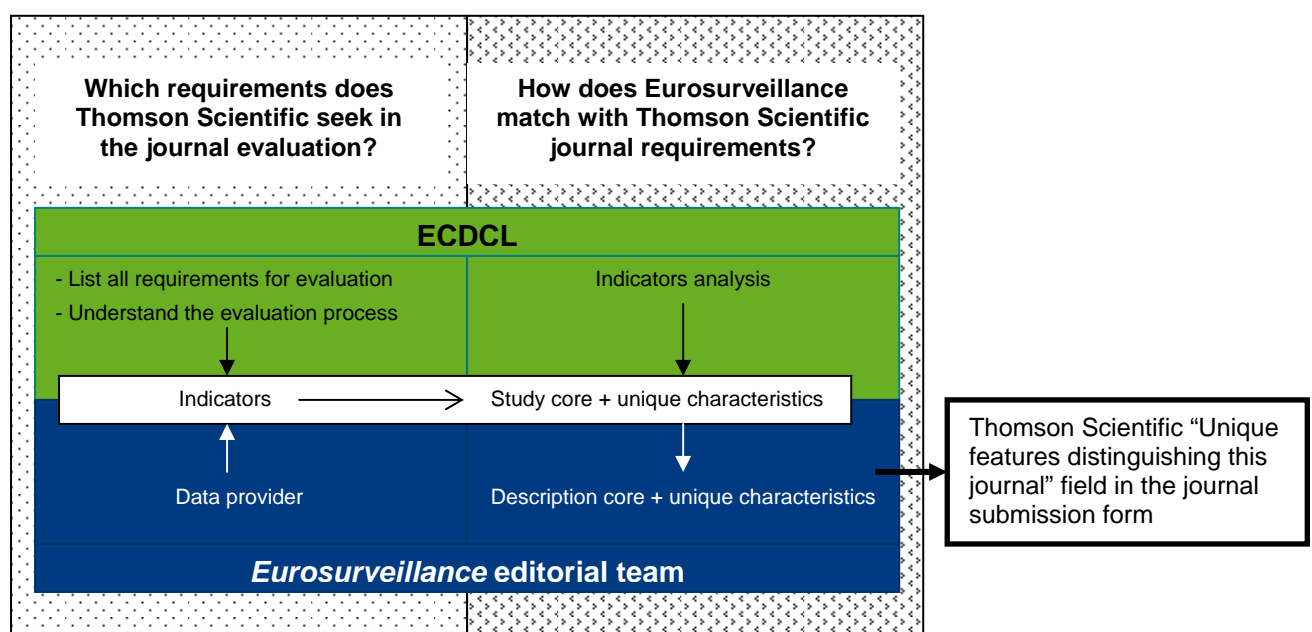 Which requirements does
Thomson Scientific seek in
the journal evaluation?
How does Eurosurveillance
match with Thomson Scientific
journal requirements?
ECDCL
- List all requirements for evaluation
- Understand the evaluation process
Indicators analysis
Indicators
Study core + unique characteristics
Data provider
Description core + unique characteristics
Eurosurveillance editorial team
Thomson Scientific “Unique
features distinguishing this
journal” field in the journal
submission form